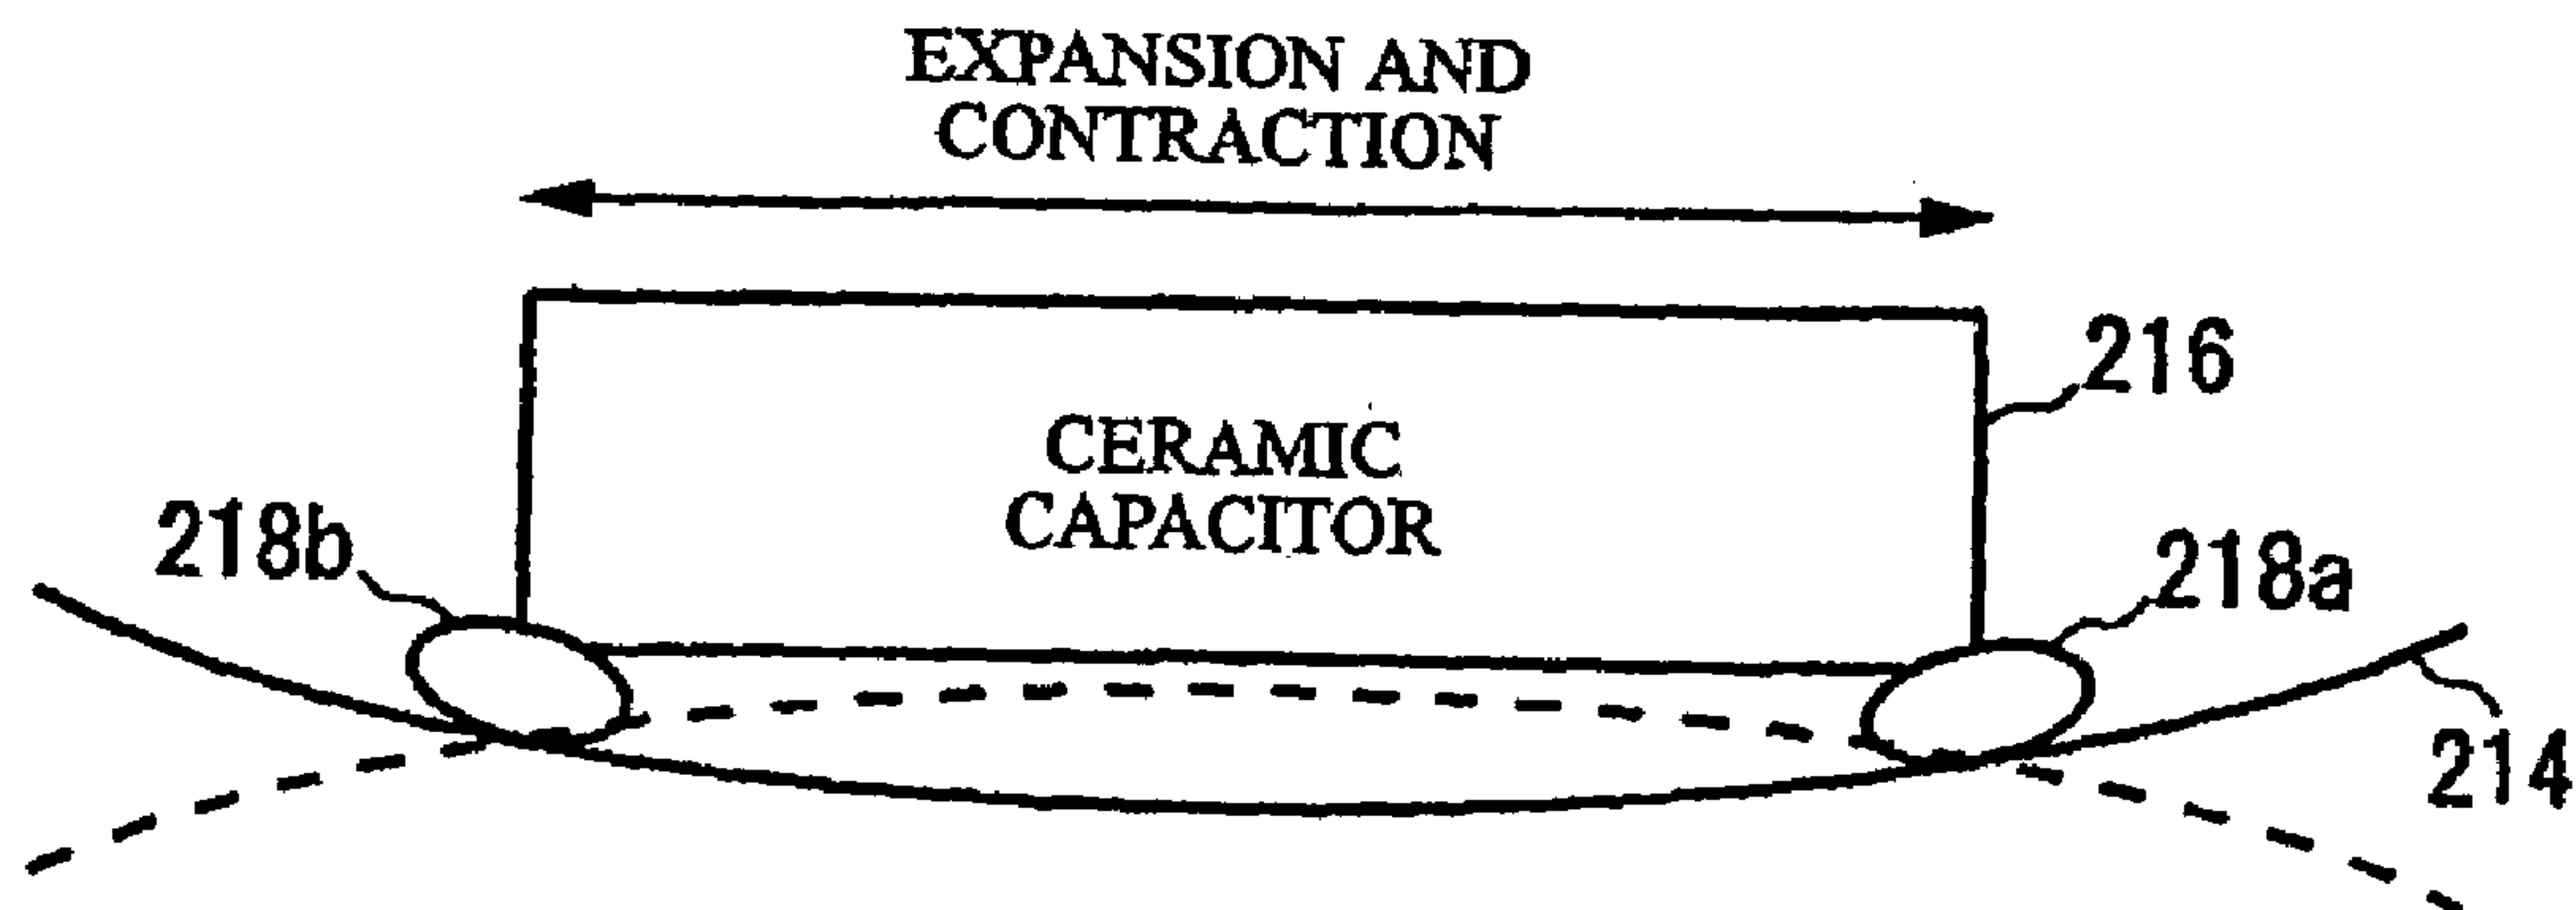 EXPANSION AND
CONTRACTION
216
CERAMIC
CAPACITOR
218b
218a
214